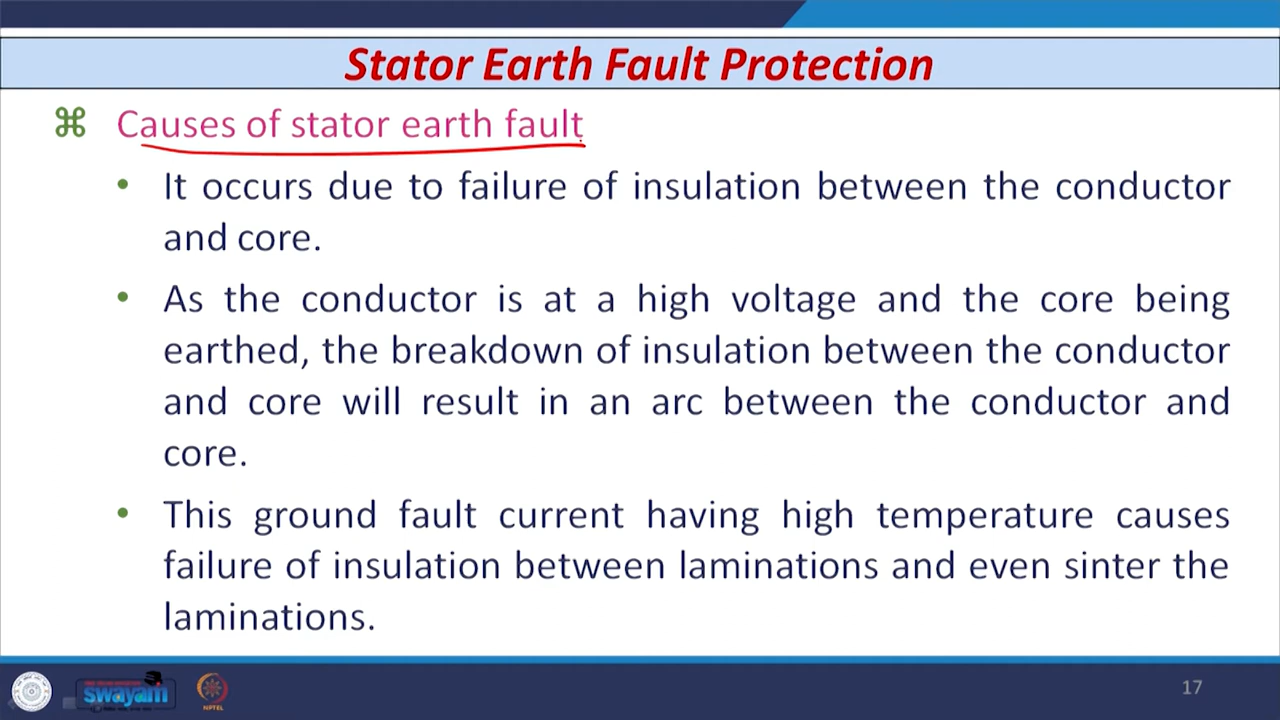 Stator Earth Fault Protection
⌘ Causes of stator earth fault
• It occurs due to failure of insulation between the conductor
and core.
• As the conductor is at a high voltage and the core being
earthed, the breakdown of insulation between the conductor
and core will result in an arc between the conductor and
core.
• This ground fault current having high temperature causes
failure of insulation between laminations and even sinter the
laminations.
swayam
NPTEL
17